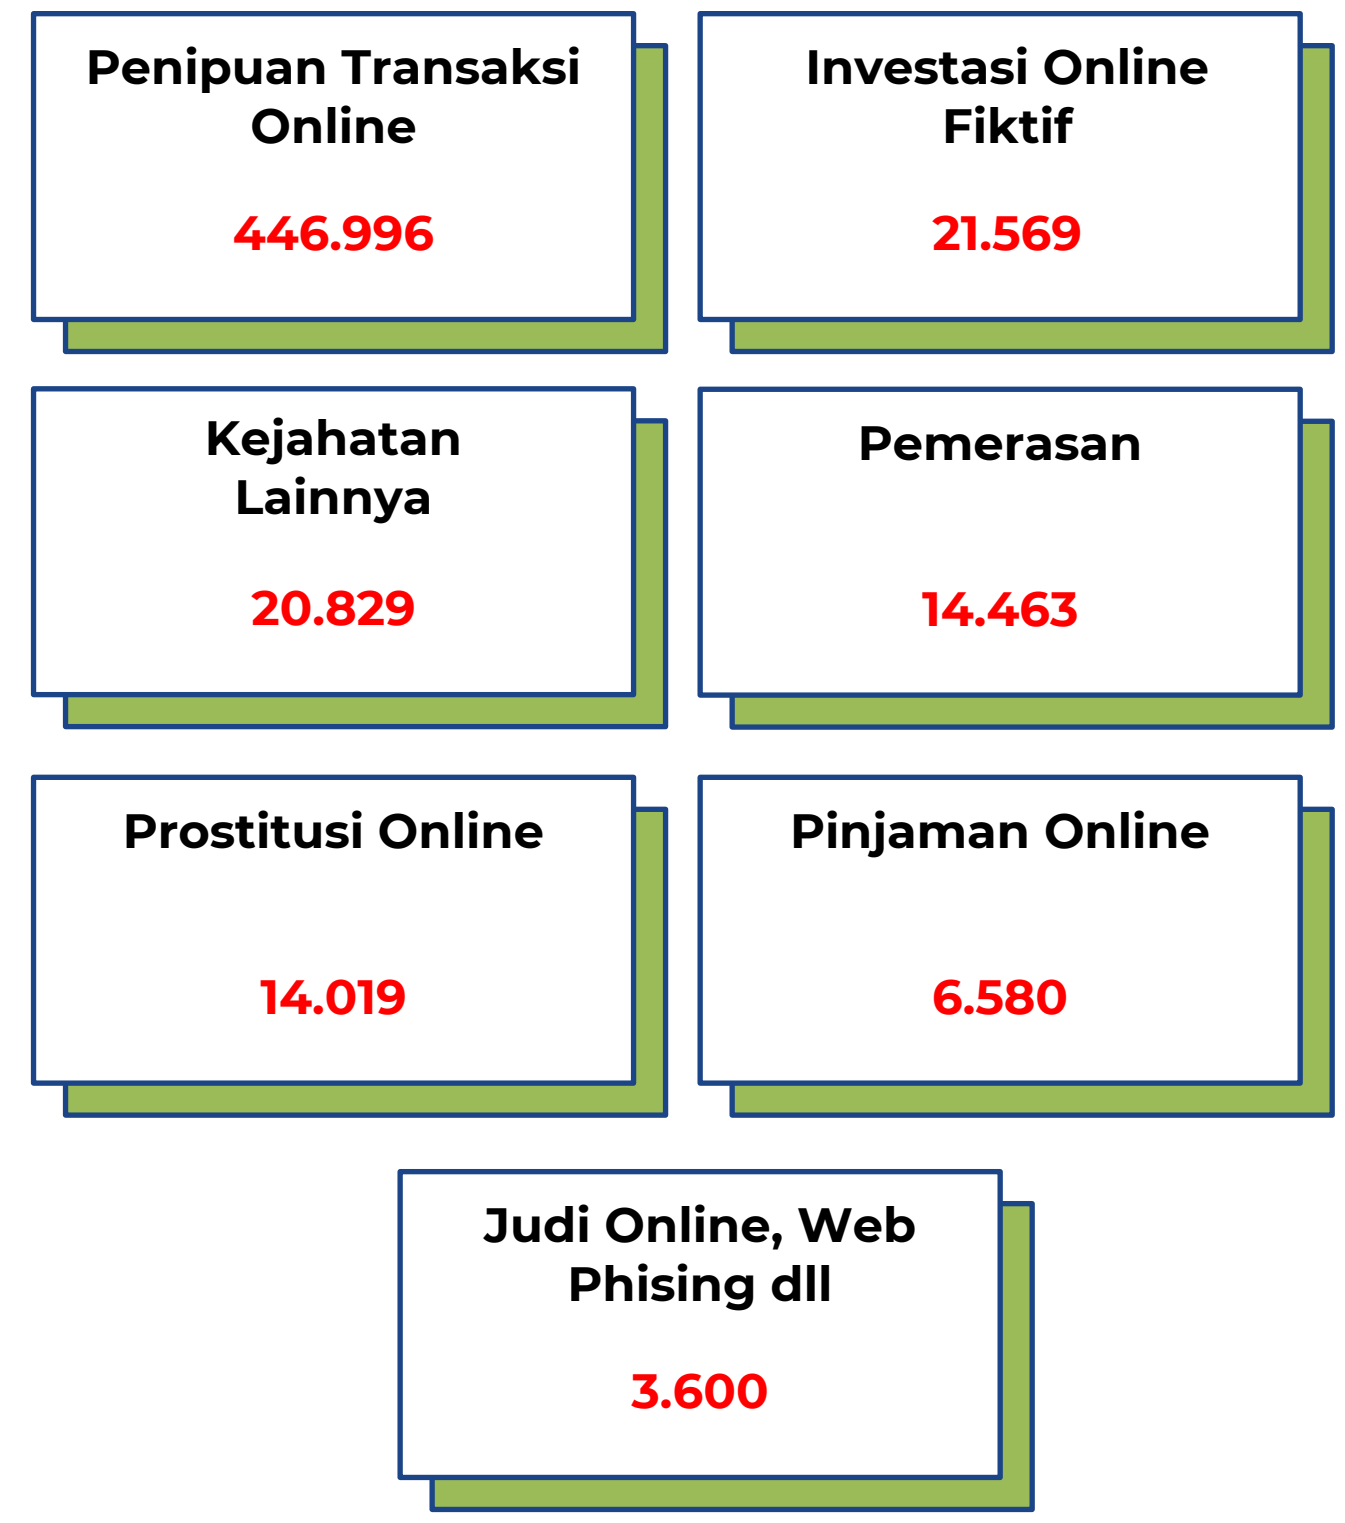 Penipuan Transaksi
Online
446.996
Investasi Online
Fiktif
21.569
Kejahatan
Lainnya
20.829
Pemerasan
14.463
Prostitusi Online
14.019
Pinjaman Online
6.580
Judi Online, Web
Phising dll
3.600